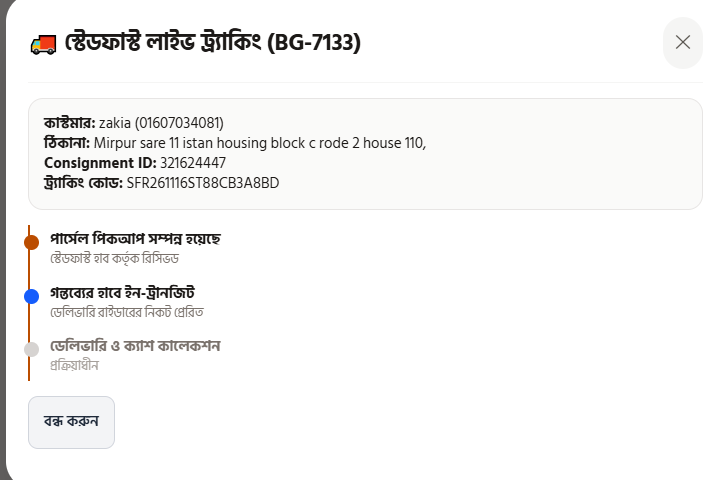 স্টেডফাস্ট লাইভ ট্র্যাকিং (BG-7133)
কাস্টমার: zakia (01607034081)
ঠিকানা: Mirpur sare 11 istan housing block c rode 2 house 110,
Consignment ID: 321624447
ট্র্যাকিং কোড: SFR261116ST88CB3A8BD
পার্সেল পিকআপ সম্পন্ন হয়েছে
স্টেডফাস্ট হাব কর্তৃক রিসিভড
গন্তব্যের হাবে ইন-ট্রানজিট
ডেলিভারি রাইডারের নিকট প্রেরিত
ডেলিভারি ও ক্যাশ কালেকশন
প্রক্রিয়াধীন
বন্ধ করুন